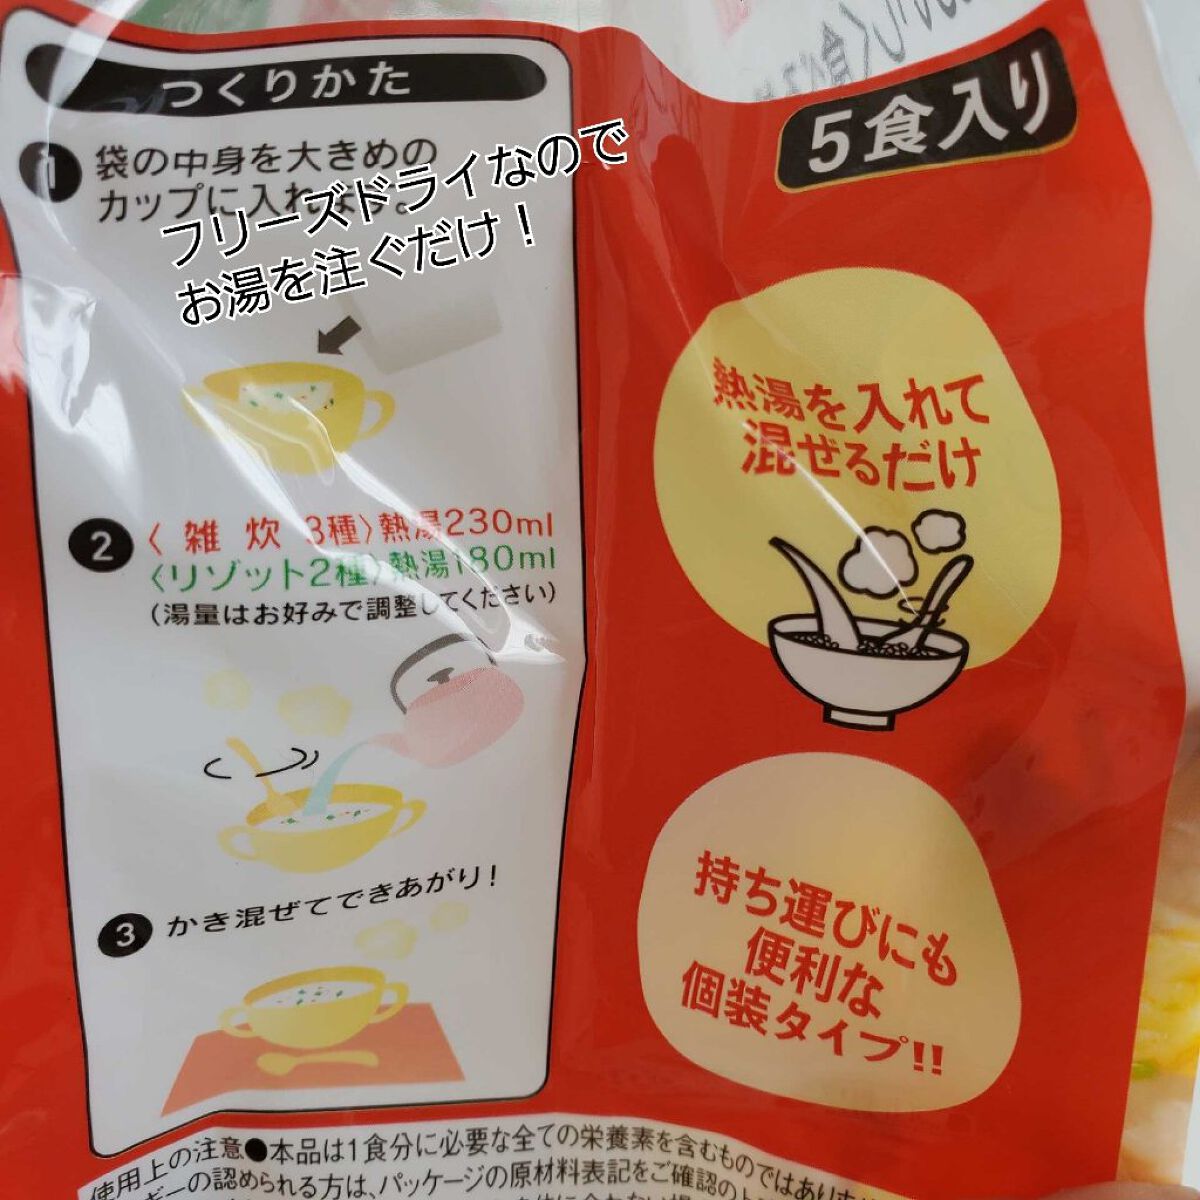 つくりかた
1 袋の中身を大きめの
カップに入れます。
フリーズドライなので
お湯を注ぐだけ!
2 〈雑炊 3種〉熱湯230ml
〈リゾット2種〉熱湯180ml
(湯量はお好みで調整してください)
3 かき混ぜてできあがり!
5食入り
熱湯を入れて
混ぜるだけ
持ち運びにも
便利な
個装タイプ!!
使用上の注意●本品は1食分に必要な全ての栄養素を含むものではありま
ギーの認められる方は、パッケージの原材料表記をご確認の上